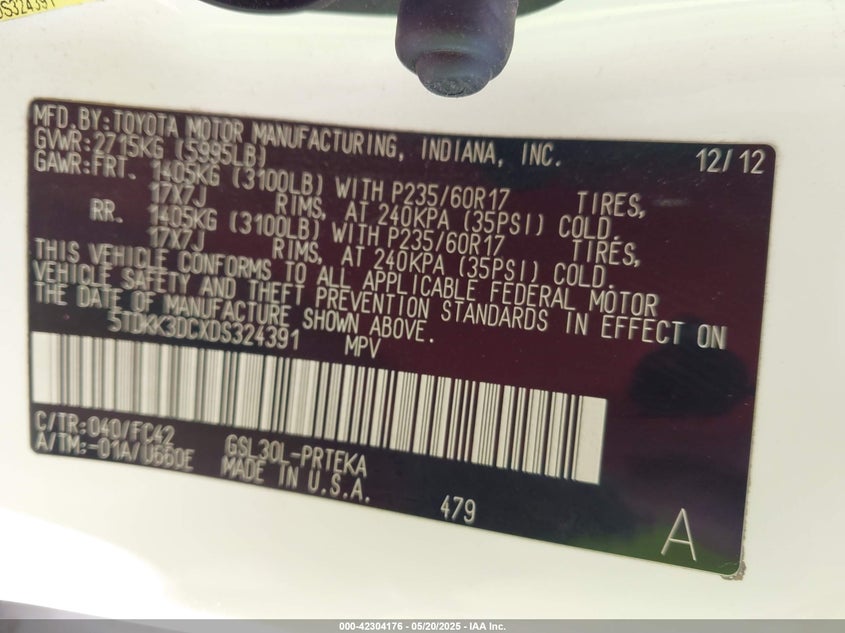 DS324391
MFD.BY:TOYOTA MOTOR MANUFACTURING, INDIANA, INC. 12/12
GVWR:2715KG (5995LB)
GAWR:FRT. 1405KG (3100LB) WITH P235/60R17 TIRES,
17X7J RIMS, AT 240KPA (35PSI) COLD.
RR. 1405KG (3100LB) WITH P235/60R17 TIRES,
17X7J RIMS, AT 240KPA (35PSI) COLD.
THIS VEHICLE CONFORMS TO ALL APPLICABLE FEDERAL MOTOR
VEHICLE SAFETY AND THEFT PREVENTION STANDARDS IN EFFECT ON
THE DATE OF MANUFACTURE SHOWN ABOVE.
5TDKK3DCXDS324391 MPV
C/TR:040/FC42
A/TM:-01A/U660E
GSL30L-PRTEKA
MADE IN U.S.A.
479
A
000-42304176 - 05/20/2025 - IAA Inc.